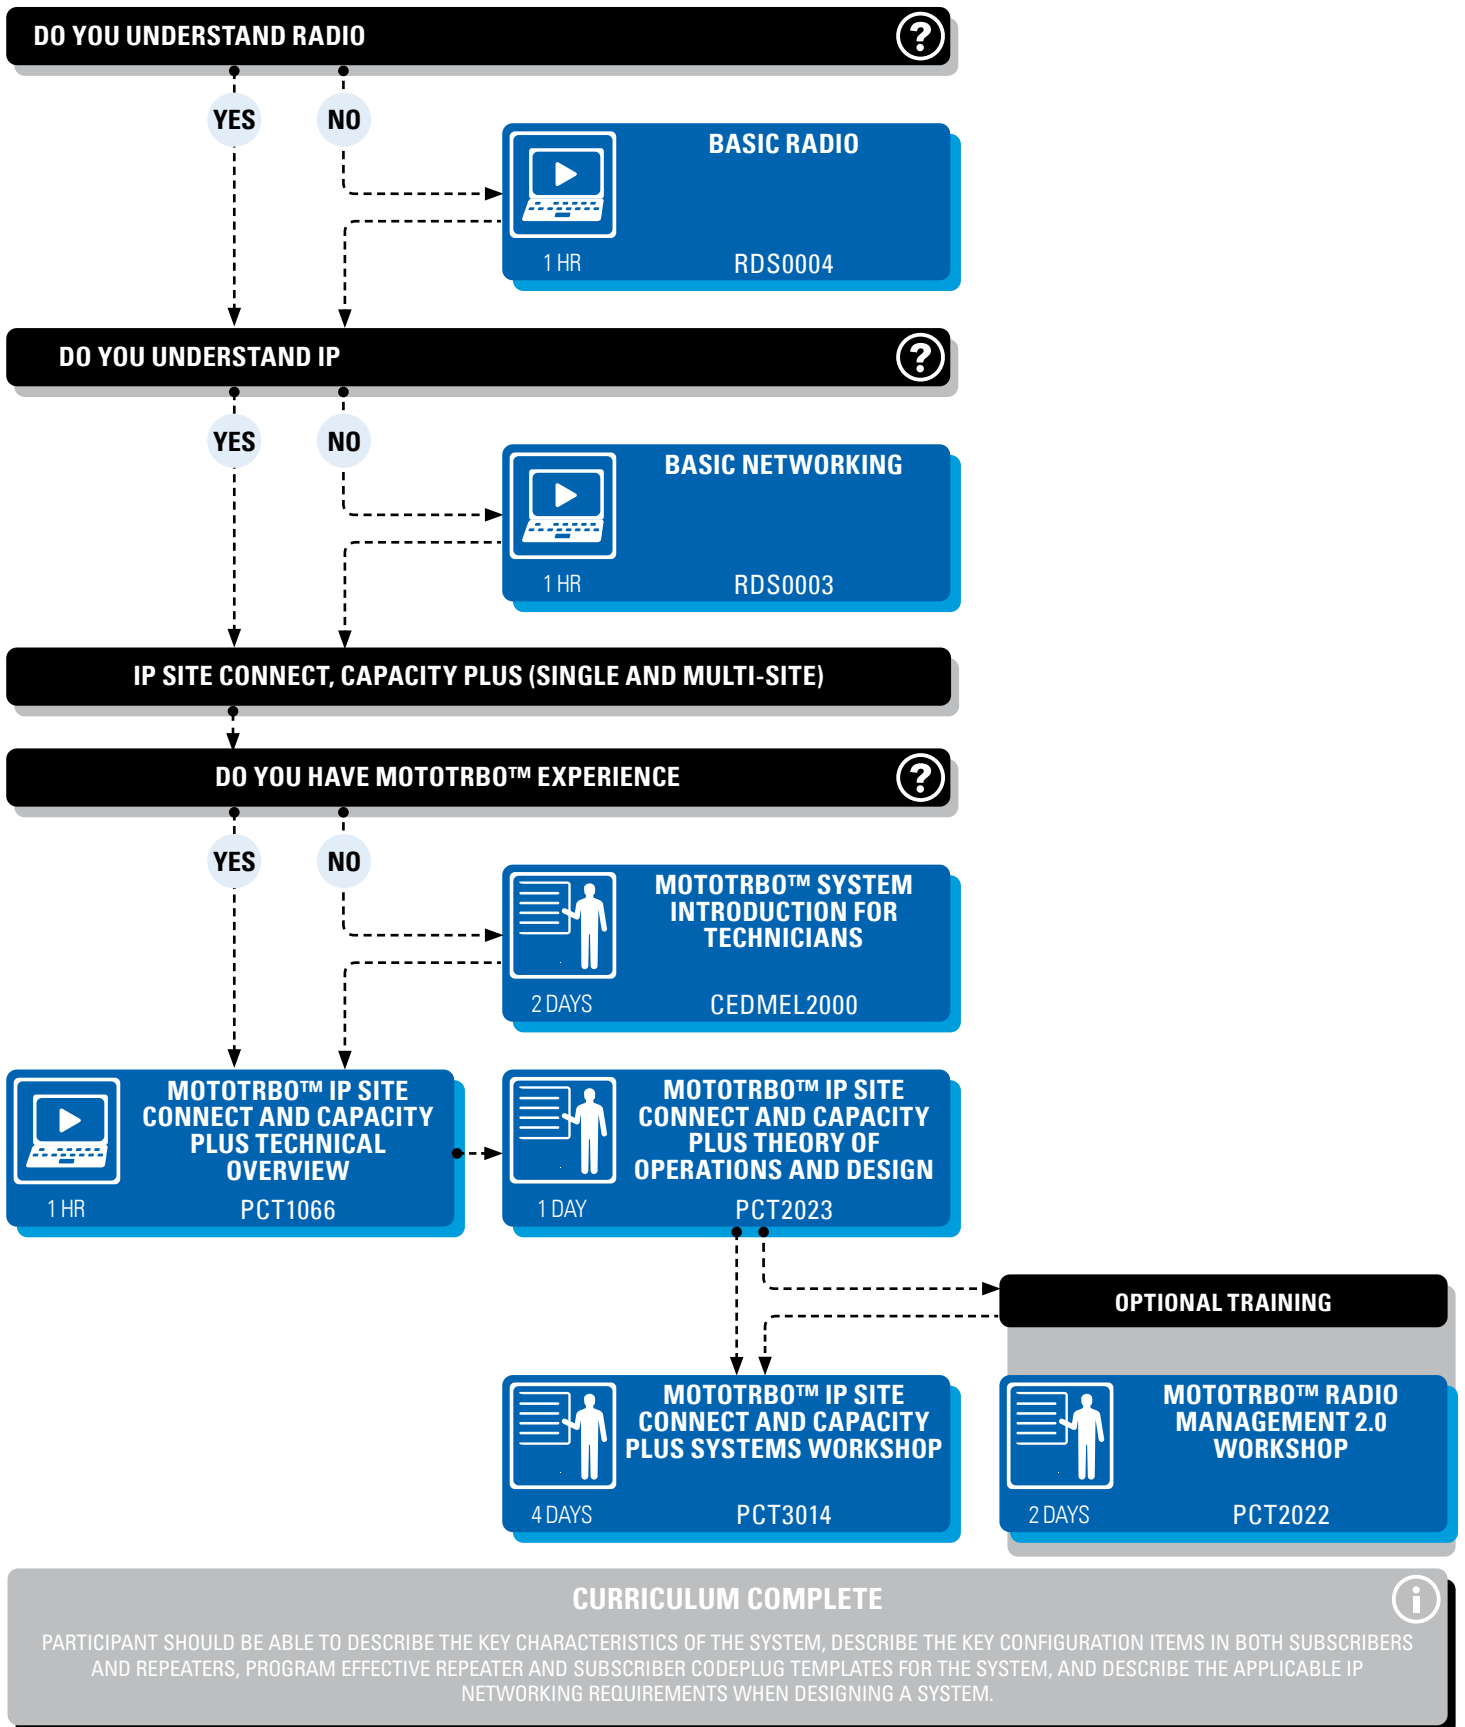 DO YOU UNDERSTAND RADIO
?
YES
NO
BASIC RADIO
1 HR
RDS0004
DO YOU UNDERSTAND IP
?
YES
NO
BASIC NETWORKING
1 HR
RDS0003
IP SITE CONNECT, CAPACITY PLUS (SINGLE AND MULTI-SITE)
DO YOU HAVE MOTOTRBO™ EXPERIENCE
?
YES
NO
MOTOTRBO™ SYSTEM
INTRODUCTION FOR
TECHNICIANS
2 DAYS
CEDMEL2000
MOTOTRBO™ IP SITE
CONNECT AND CAPACITY
PLUS TECHNICAL
OVERVIEW
1 HR
PCT1066
MOTOTRBO™ IP SITE
CONNECT AND CAPACITY
PLUS THEORY OF
OPERATIONS AND DESIGN
1 DAY
PCT2023
OPTIONAL TRAINING
MOTOTRBO™ IP SITE
CONNECT AND CAPACITY
PLUS SYSTEMS WORKSHOP
4 DAYS
PCT3014
MOTOTRBO™ RADIO
MANAGEMENT 2.0
WORKSHOP
2 DAYS
PCT2022
CURRICULUM COMPLETE
i
PARTICIPANT SHOULD BE ABLE TO DESCRIBE THE KEY CHARACTERISTICS OF THE SYSTEM, DESCRIBE THE KEY CONFIGURATION ITEMS IN BOTH SUBSCRIBERS
AND REPEATERS, PROGRAM EFFECTIVE REPEATER AND SUBSCRIBER CODEPLUG TEMPLATES FOR THE SYSTEM, AND DESCRIBE THE APPLICABLE IP
NETWORKING REQUIREMENTS WHEN DESIGNING A SYSTEM.